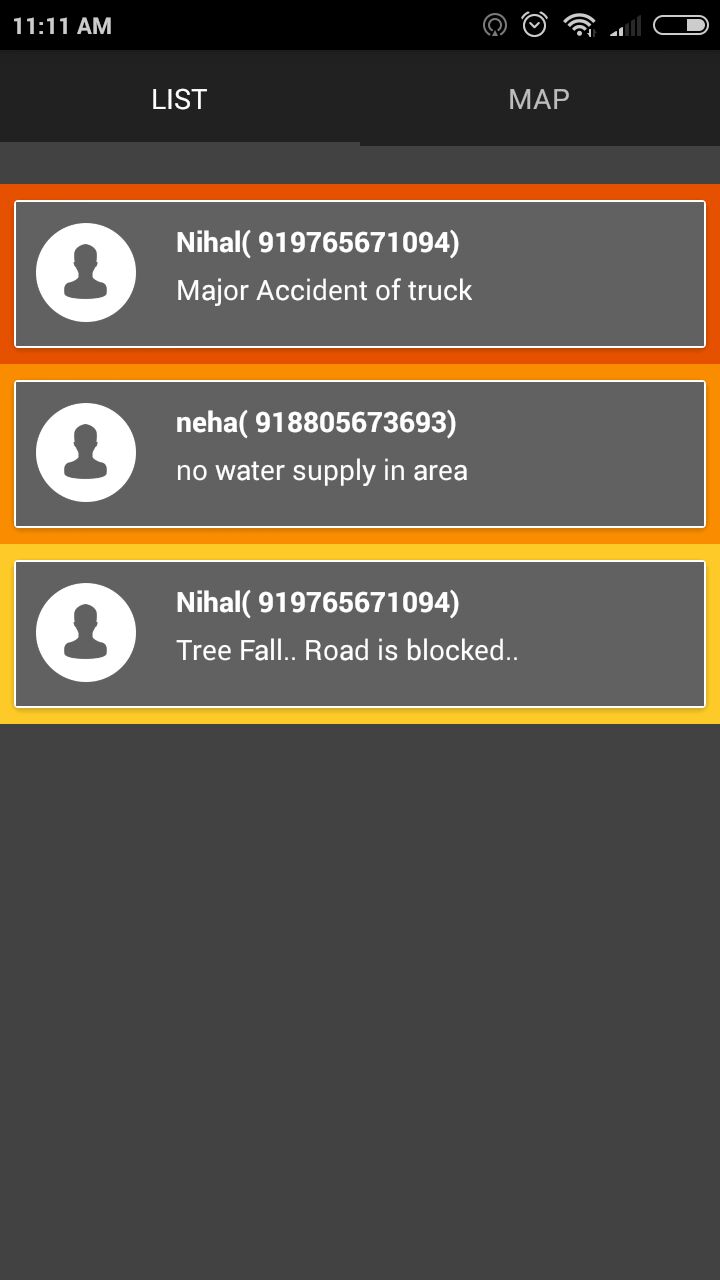 11:11 AM
LIST
MAP
Nihal( 919765671094)
Major Accident of truck
neha( 918805673693)
no water supply in area
Nihal( 919765671094)
Tree Fall.. Road is blocked..